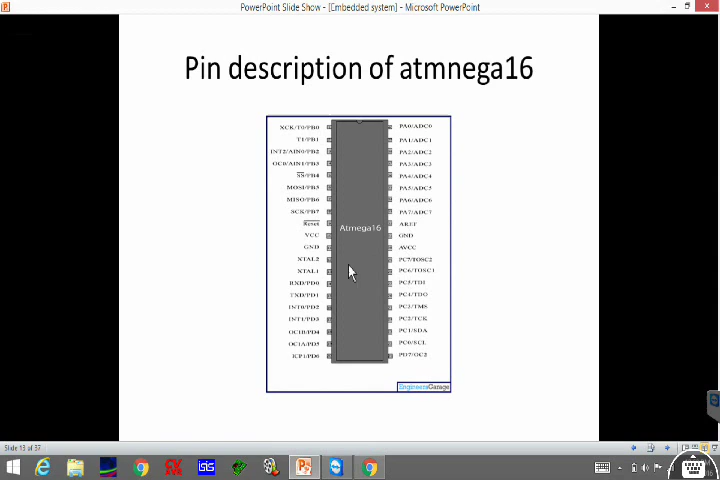 PowerPoint Slide Show - [Embedded system] - Microsoft PowerPoint
Pin description of atmnega16
XCK/T0/PB0
T1/PB1
INT2/AIN0/PB2
OC0/AIN1/PB3
SS/PB4
MOSI/PB5
MISO/PB6
SCK/PB7
Reset
VCC
GND
XTAL2
XTAL1
RXD/PD0
TXD/PD1
INT0/PD2
INT1/PD3
OC1B/PD4
OC1A/PD5
ICP1/PD6
Atmega16
PA0/ADC0
PA1/ADC1
PA2/ADC2
PA3/ADC3
PA4/ADC4
PA5/ADC5
PA6/ADC6
PA7/ADC7
AREF
GND
AVCC
PC7/TOSC2
PC6/TOSC1
PC5/TDI
PC4/TDO
PC3/TMS
PC2/TCK
PC1/SDA
PC0/SCL
PD7/OC2
EngineersGarage
Slide 13 of 37
isis